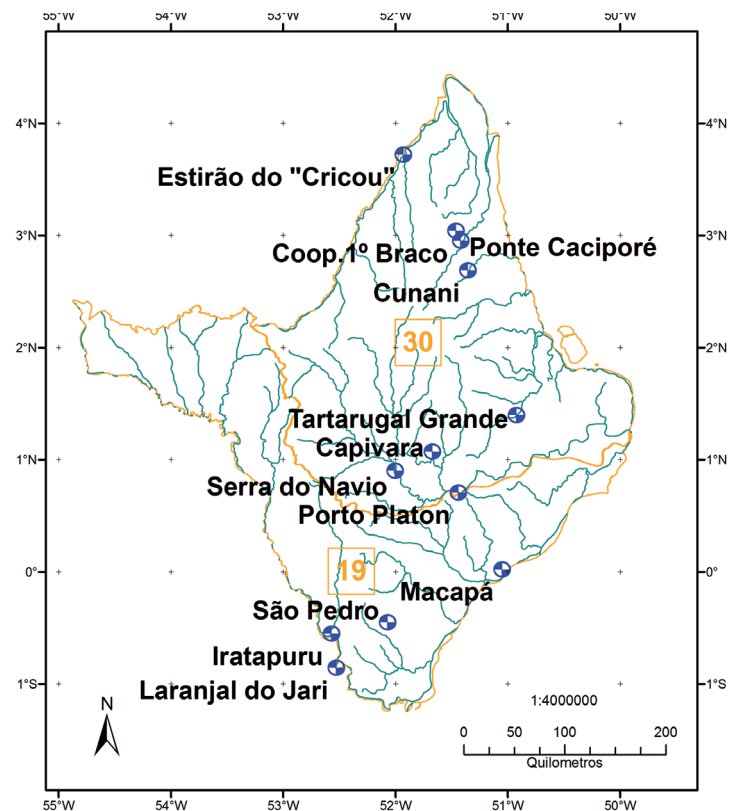 55°W 54°W 53°W 52°W 51°W 50°W
4°N 4°N
Estirão do "Cricou"
3°N 3°N
Coop.1º Braco Ponte Caciporé
Cunani
30
2°N 2°N
Tartarugal Grande
Capivara
1°N 1°N
Serra do Navio
Porto Platon
0° 19 0°
Macapá
São Pedro
Iratapuru
1°S Laranjal do Jari 1°S
1:4000000
N
0 50 100 200
Quilometros
55°W 54°W 53°W 52°W 51°W 50°W